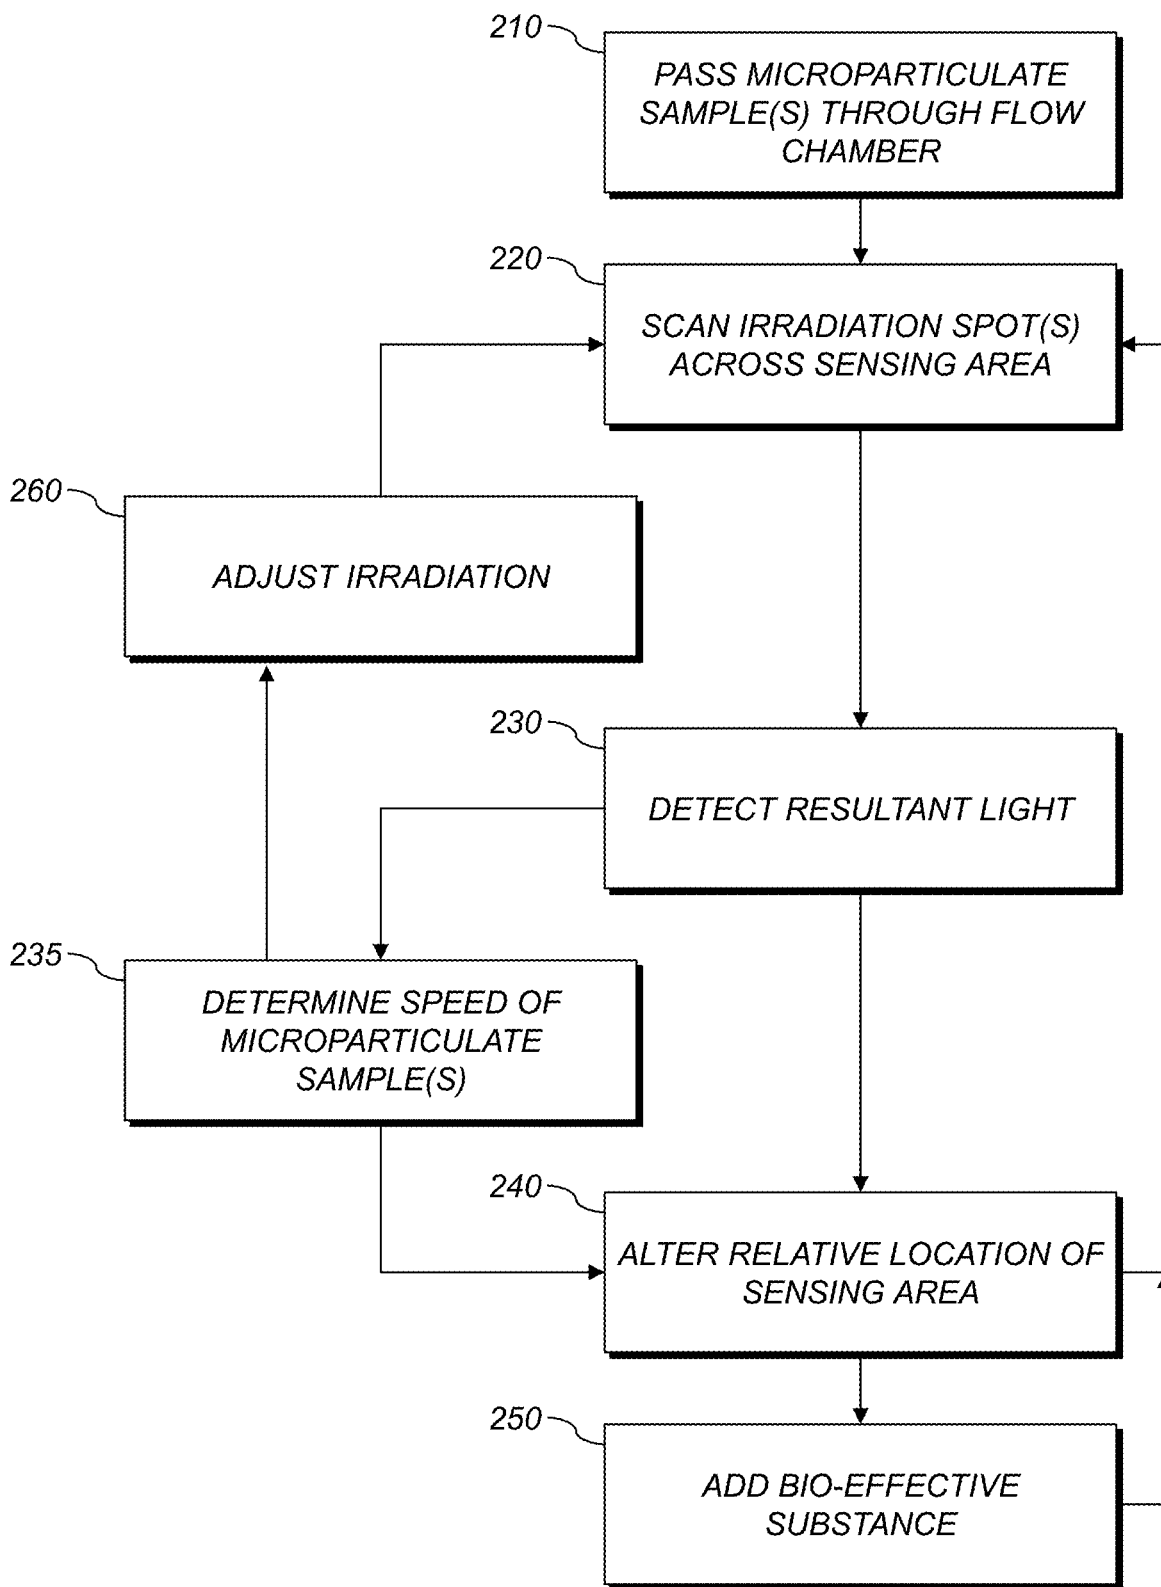 210
PASS MICROPARTICULATE
SAMPLE(S) THROUGH FLOW
CHAMBER
220
SCAN IRRADIATION SPOT(S)
ACROSS SENSING AREA
260
ADJUST IRRADIATION
230
DETECT RESULTANT LIGHT
235
DETERMINE SPEED OF
MICROPARTICULATE
SAMPLE(S)
240
ALTER RELATIVE LOCATION OF
SENSING AREA
250
ADD BIO-EFFECTIVE
SUBSTANCE